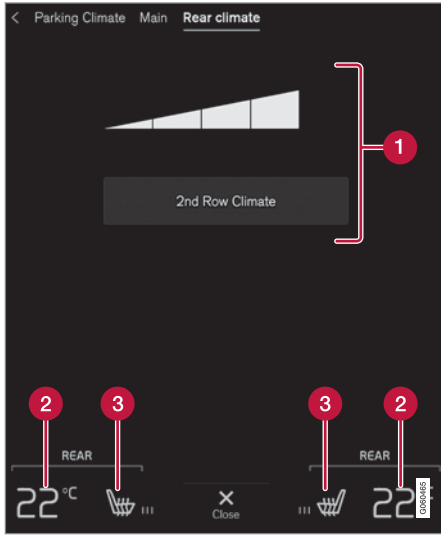 < Parking Climate Main Rear climate
1
2nd Row Climate
2 3 3 2
REAR REAR
22°C 22
Close
G060465